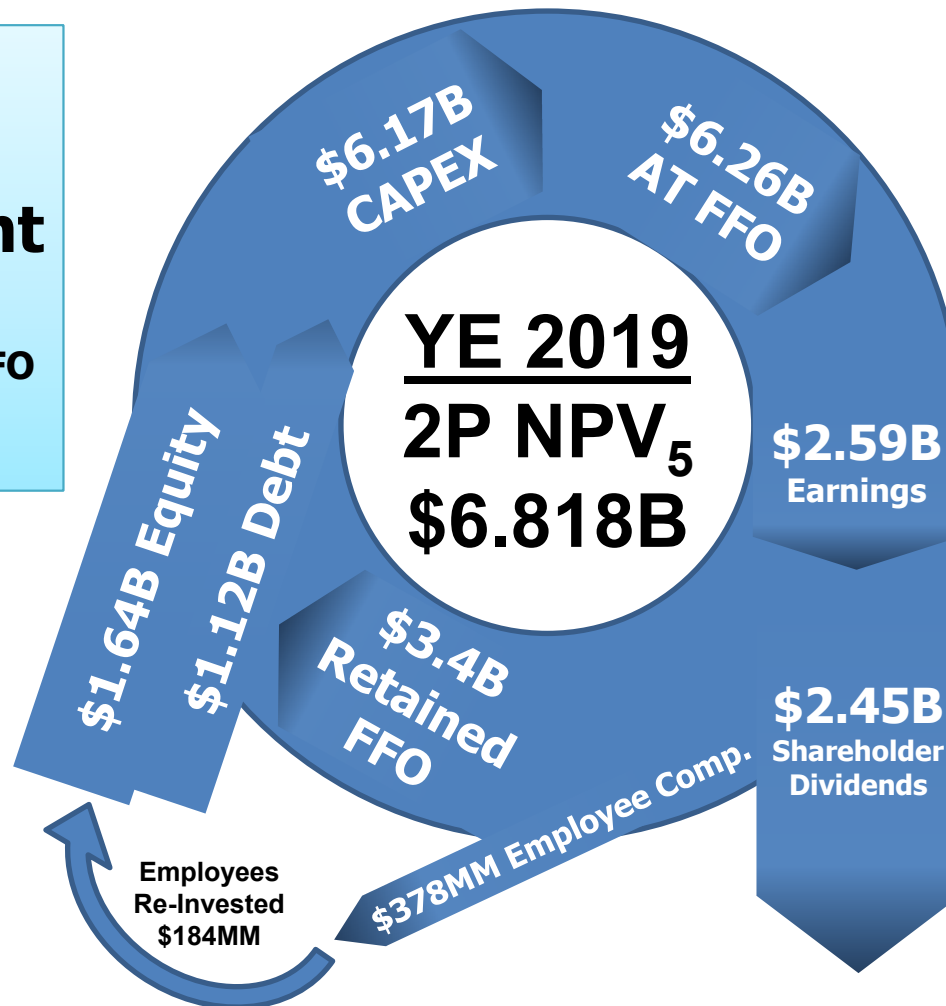 nt
FO
$6.17B
CAPEX
$6.26B
AT FFO
YE 2019
2P NPV5
$6.818B
$2.59B
Earnings
$1.64B Equity
$1.12B Debt
$3.4B
Retained
FFO
$2.45B
Shareholder
Dividends
$378MM Employee Comp.
Employees
Re-Invested
$184MM